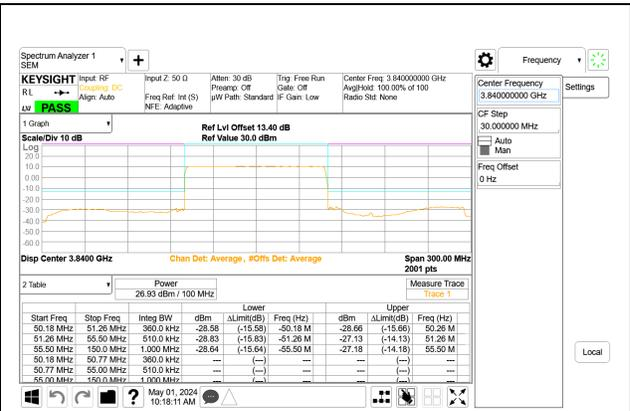 Spectrum Analyzer 1
SEM
Frequency
KEYSIGHT Input: RF Input Z: 50 Ω Atten: 30 dB Trig: Free Run Center Freq: 3.840000000 GHz
R L Coupling: DC Preamp: Off Gate: Off Avg|Hold: 100.00% of 100
Align: Auto Freq Ref: Int (S) µW Path: Standard IF Gain: Low Radio Std: None
NFE: Adaptive
PASS
Center Frequency
3.840000000 GHz
Settings
CF Step
30.000000 MHz
Auto
Man
Freq Offset
0 Hz
1 Graph
Scale/Div 10 dB
Ref Lvl Offset 13.40 dB
Ref Value 30.0 dBm
Log
20.0
10.0
0.00
-10.0
-20.0
-30.0
-40.0
-50.0
-60.0
Disp Center 3.8400 GHz Chan Det: Average, #Offs Det: Average Span 300.00 MHz
2001 pts
2 Table
Power
26.93 dBm / 100 MHz
Measure Trace
Trace 1
Lower Upper
Start Freq Stop Freq Integ BW dBm ΔLimit(dB) Freq (Hz) dBm ΔLimit(dB) Freq (Hz)
50.18 MHz 51.26 MHz 360.0 kHz -28.58 (-15.58) -50.18 M -28.66 (-15.66) 50.26 M
51.26 MHz 55.50 MHz 510.0 kHz -28.83 (-15.83) -51.26 M -27.13 (-14.13) 51.26 M
55.50 MHz 150.0 MHz 1.000 MHz -28.64 (-15.64) -55.50 M -27.18 (-14.18) 55.50 M
50.18 MHz 50.77 MHz 360.0 kHz --- (---) --- --- (---) ---
50.77 MHz 55.00 MHz 510.0 kHz --- (---) --- --- (---) ---
55.00 MHz 150.0 MHz 1.000 MHz --- (---) --- --- (---) ---
Local
May 01, 2024
10:18:11 AM